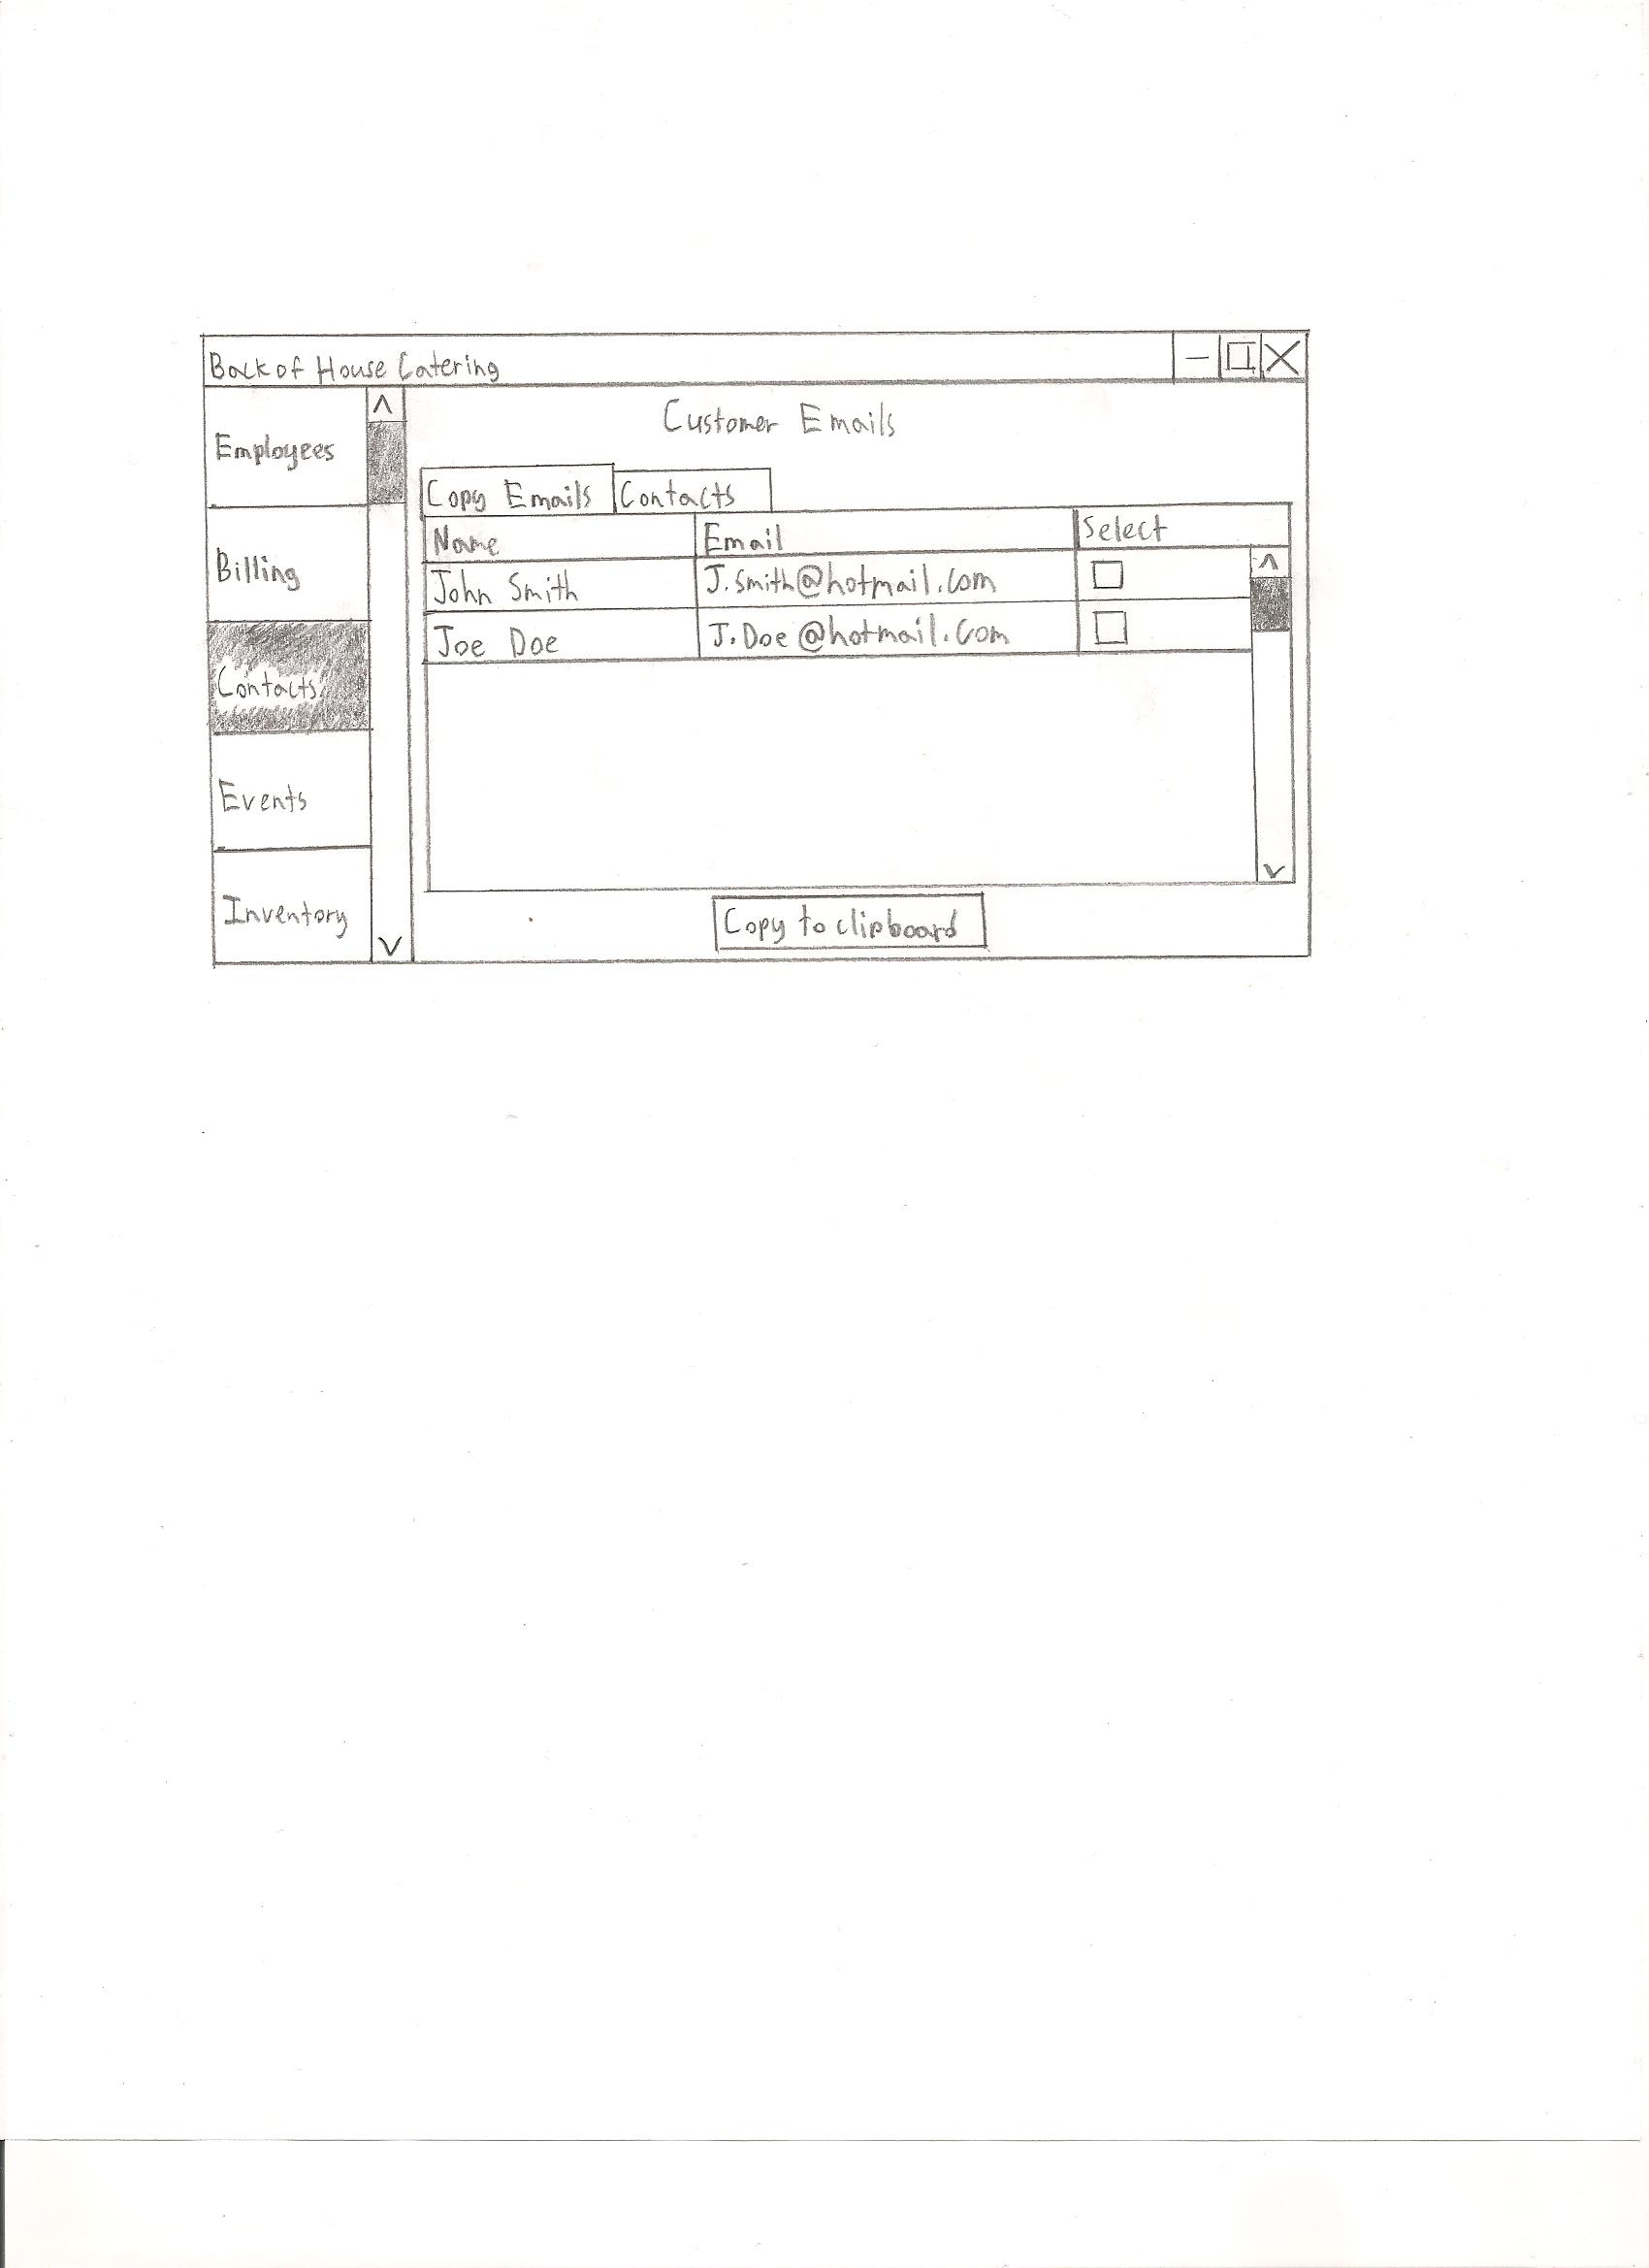 Back of House Catering
Customer Emails
Employees
Billing
Contacts
Events
Inventory
Copy Emails Contacts
Name Email Select
John Smith J.Smith@hotmail.com
Joe Doe J.Doe@hotmail.com
Copy to clipboard